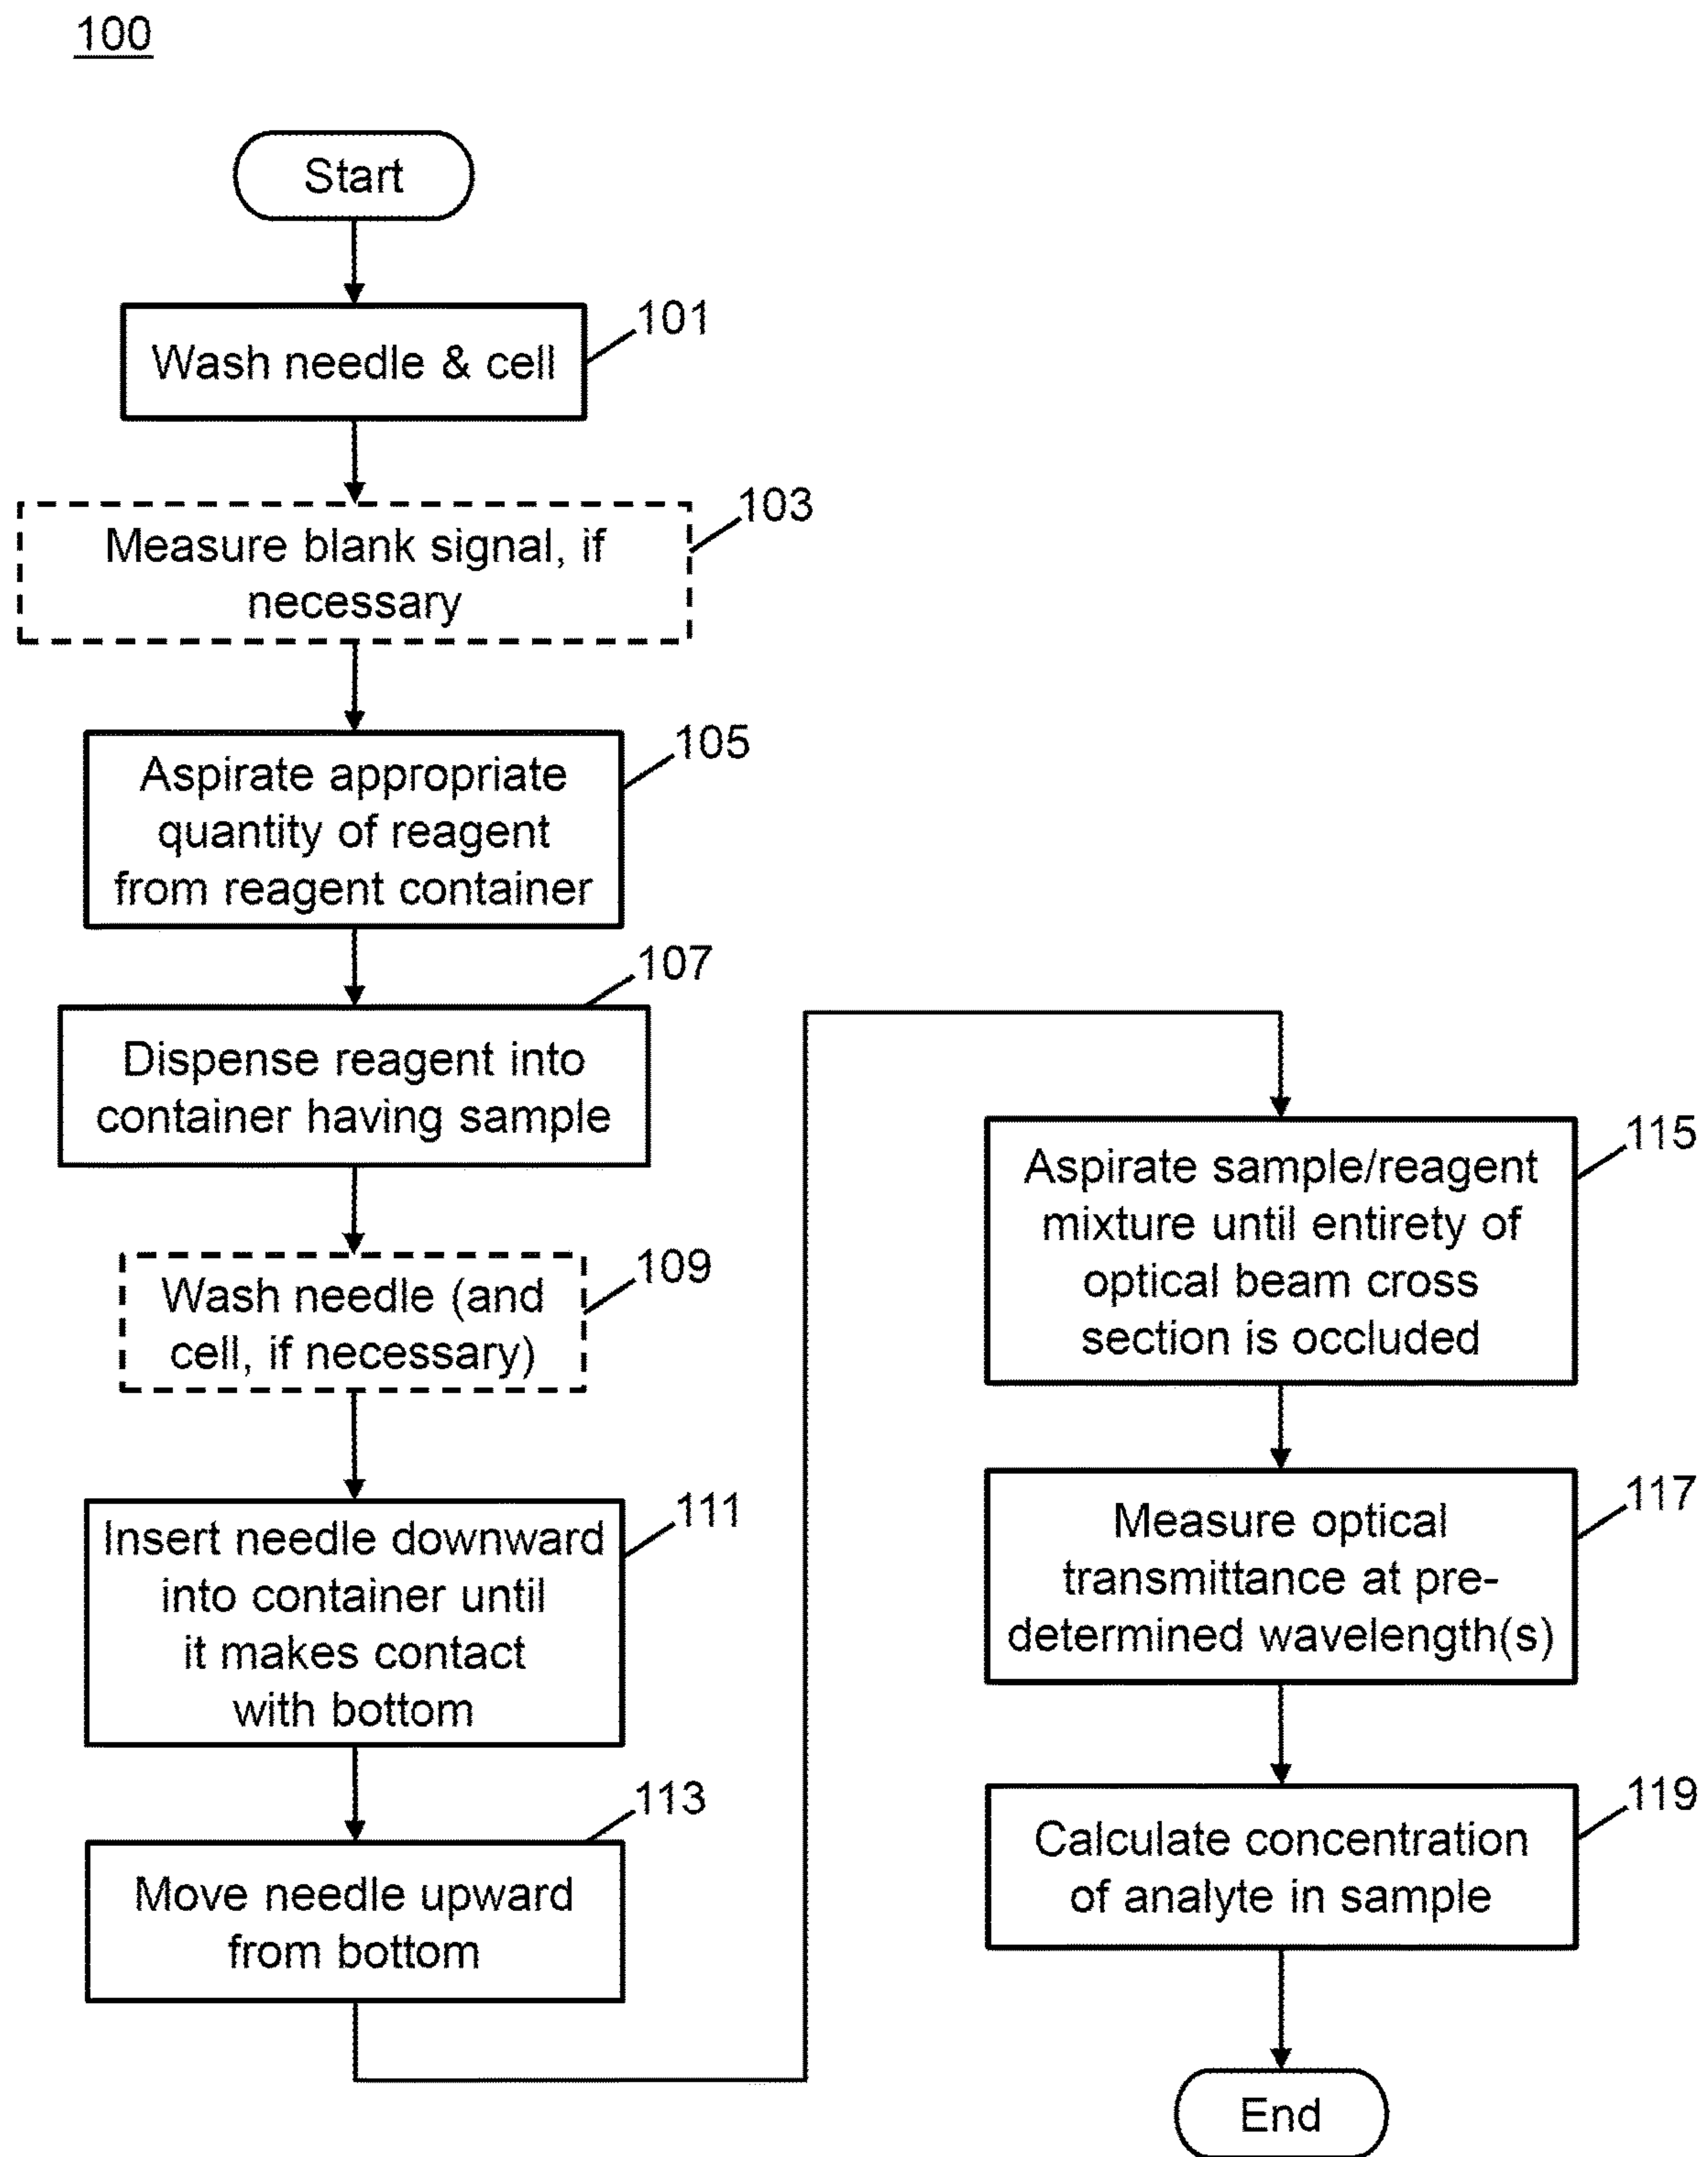 100
Start
101
Wash needle & cell
103
Measure blank signal, if
necessary
105
Aspirate appropriate
quantity of reagent
from reagent container
107
Dispense reagent into
container having sample
109
Wash needle (and
cell, if necessary)
111
Insert needle downward
into container until
it makes contact
with bottom
113
Move needle upward
from bottom
115
Aspirate sample/reagent
mixture until entirety of
optical beam cross
section is occluded
117
Measure optical
transmittance at pre-
determined wavelength(s)
119
Calculate concentration
of analyte in sample
End